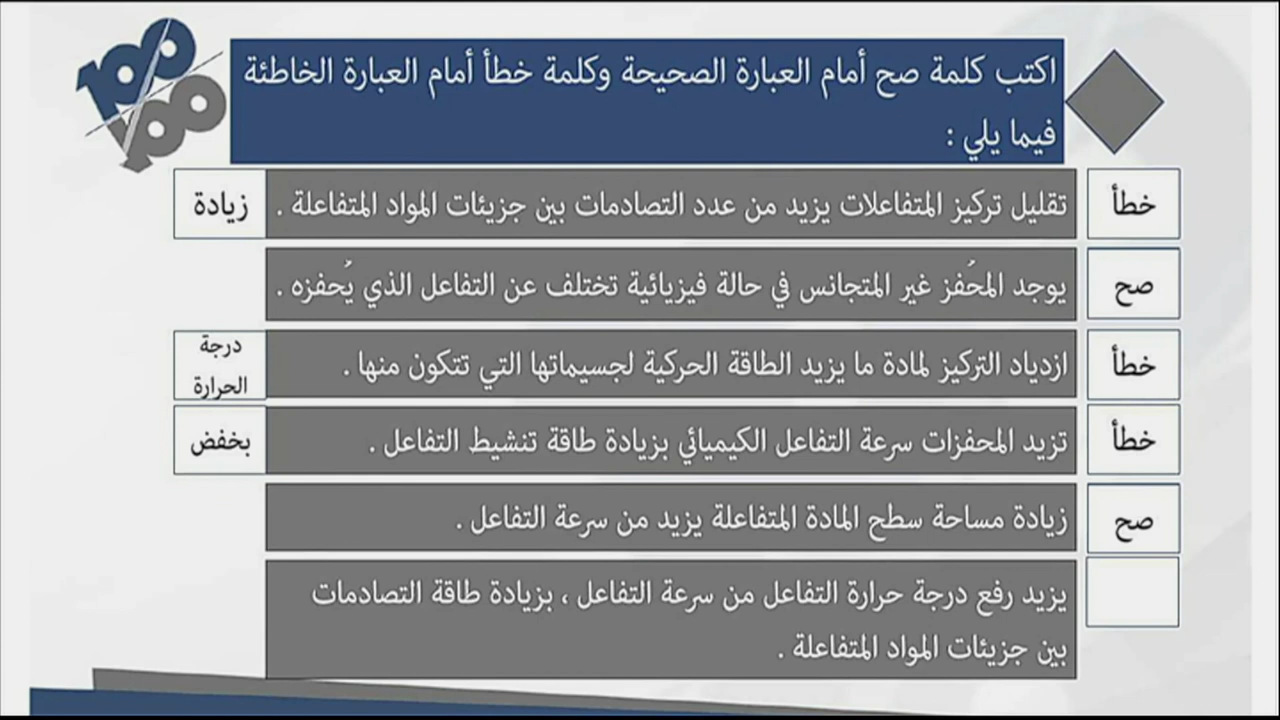 100
100
اكتب كلمة صح أمام العبارة الصحيحة وكلمة خطأ أمام العبارة الخاطئة
فيما يلي :
خطأ
تقليل تركيز المتفاعلات يزيد من عدد التصادمات بين جزيئات المواد المتفاعلة .
زيادة
صح
يوجد المحُفز غير المتجانس في حالة فيزيائية تختلف عن التفاعل الذي يُحفزه .
خطأ
ازدياد التركيز لمادة ما يزيد الطاقة الحركية لجسيماتها التي تتكون منها .
درجة
الحرارة
خطأ
تزيد المحفزات سرعة التفاعل الكيميائي بزيادة طاقة تنشيط التفاعل .
بخفض
صح
زيادة مساحة سطح المادة المتفاعلة يزيد من سرعة التفاعل .
يزيد رفع درجة حرارة التفاعل من سرعة التفاعل ، بزيادة طاقة التصادمات
بين جزيئات المواد المتفاعلة .